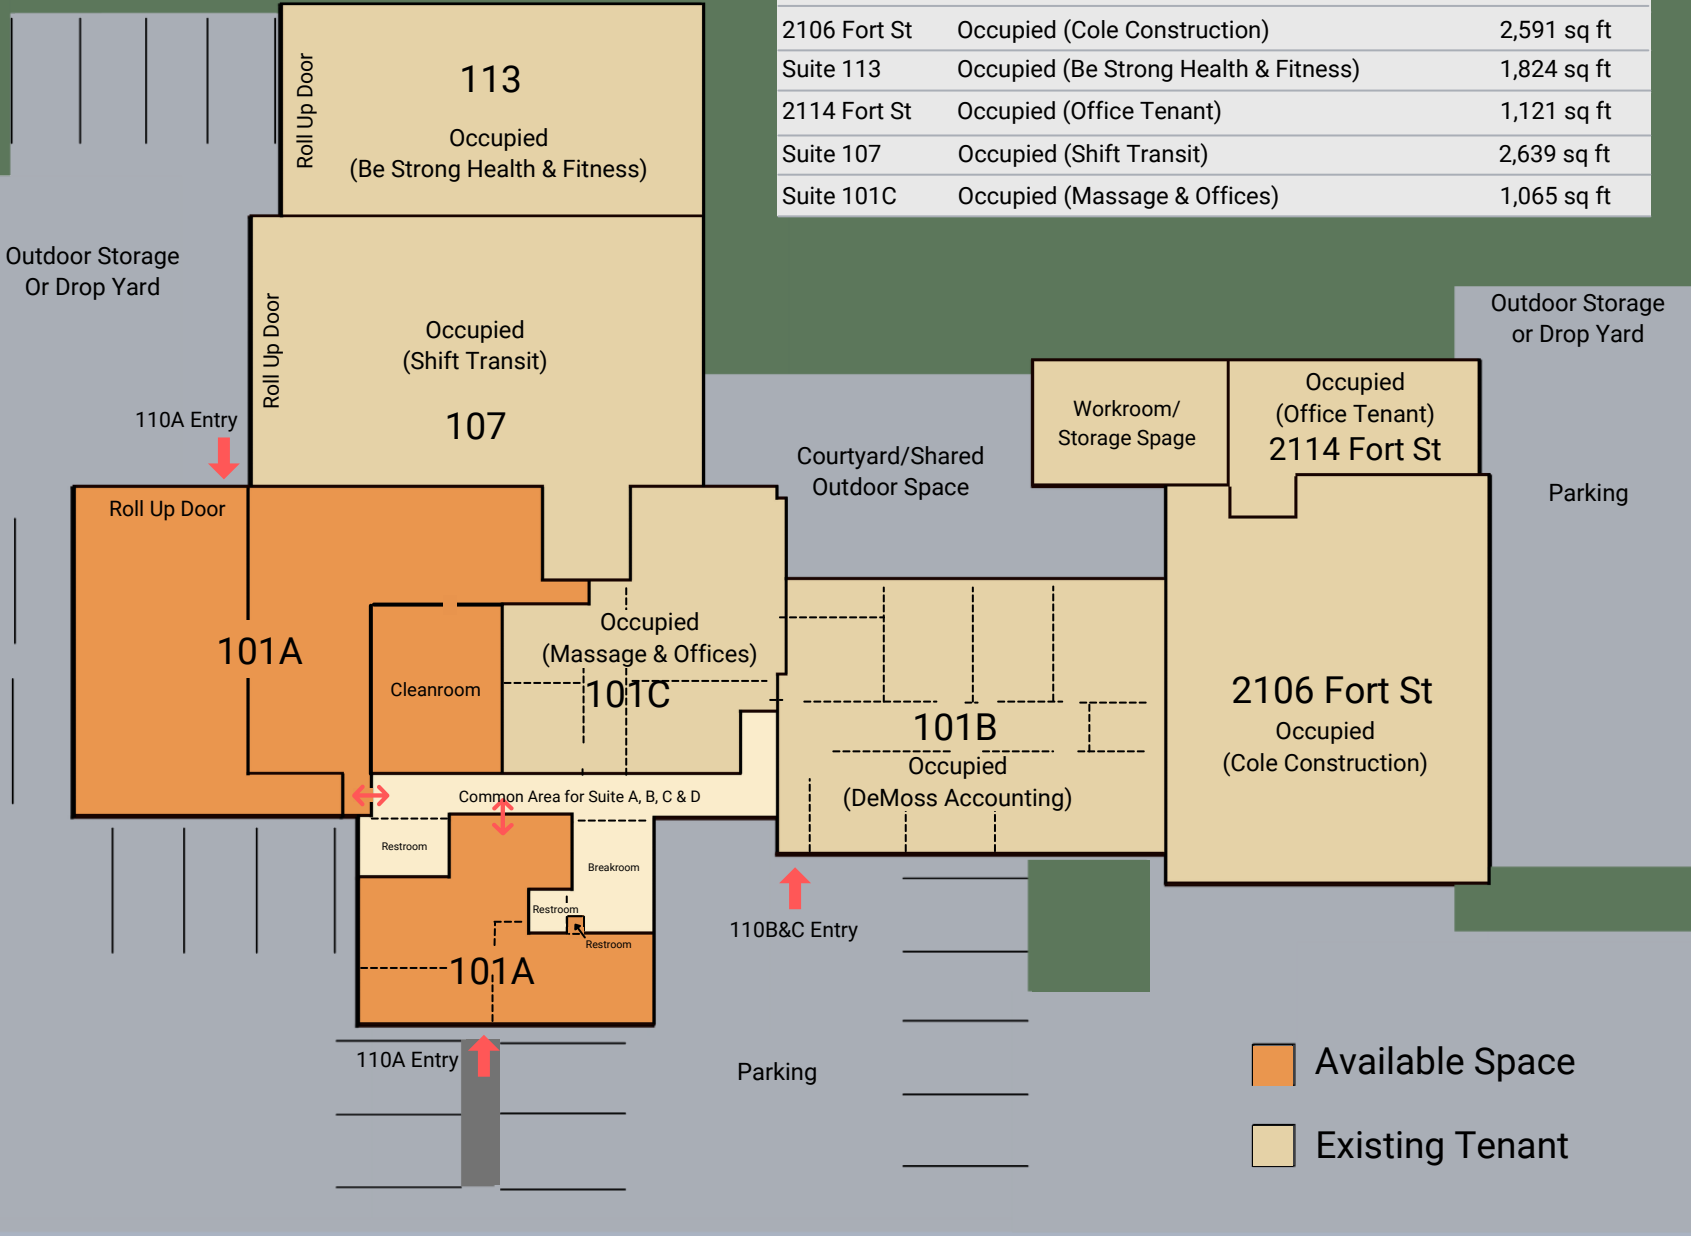 2106 Fort St Occupied (Cole Construction) 2,591 sq ft
Suite 113 Occupied (Be Strong Health & Fitness) 1,824 sq ft
2114 Fort St Occupied (Office Tenant) 1,121 sq ft
Suite 107 Occupied (Shift Transit) 2,639 sq ft
Suite 101C Occupied (Massage & Offices) 1,065 sq ft
Roll Up Door
113
Occupied
(Be Strong Health & Fitness)
Outdoor Storage
Or Drop Yard
Roll Up Door
Occupied
(Shift Transit)
107
110A Entry
Outdoor Storage
or Drop Yard
Workroom/
Storage Spage
Occupied
(Office Tenant)
2114 Fort St
Courtyard/Shared
Outdoor Space
Parking
Roll Up Door
101A
Cleanroom
Occupied
(Massage & Offices)
101C
101B
Occupied
(DeMoss Accounting)
2106 Fort St
Occupied
(Cole Construction)
Common Area for Suite A, B, C & D
Restroom
Breakroom
Restroom
Restroom
101A
110B&C Entry
110A Entry
Parking
Available Space
Existing Tenant